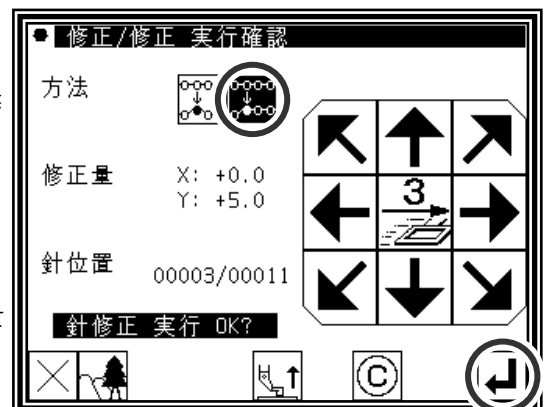 修正/修正 実行確認
方法
修正量 X: +0.0
Y: +5.0
3
針位置 00003/00011
針修正 実行 OK?
C